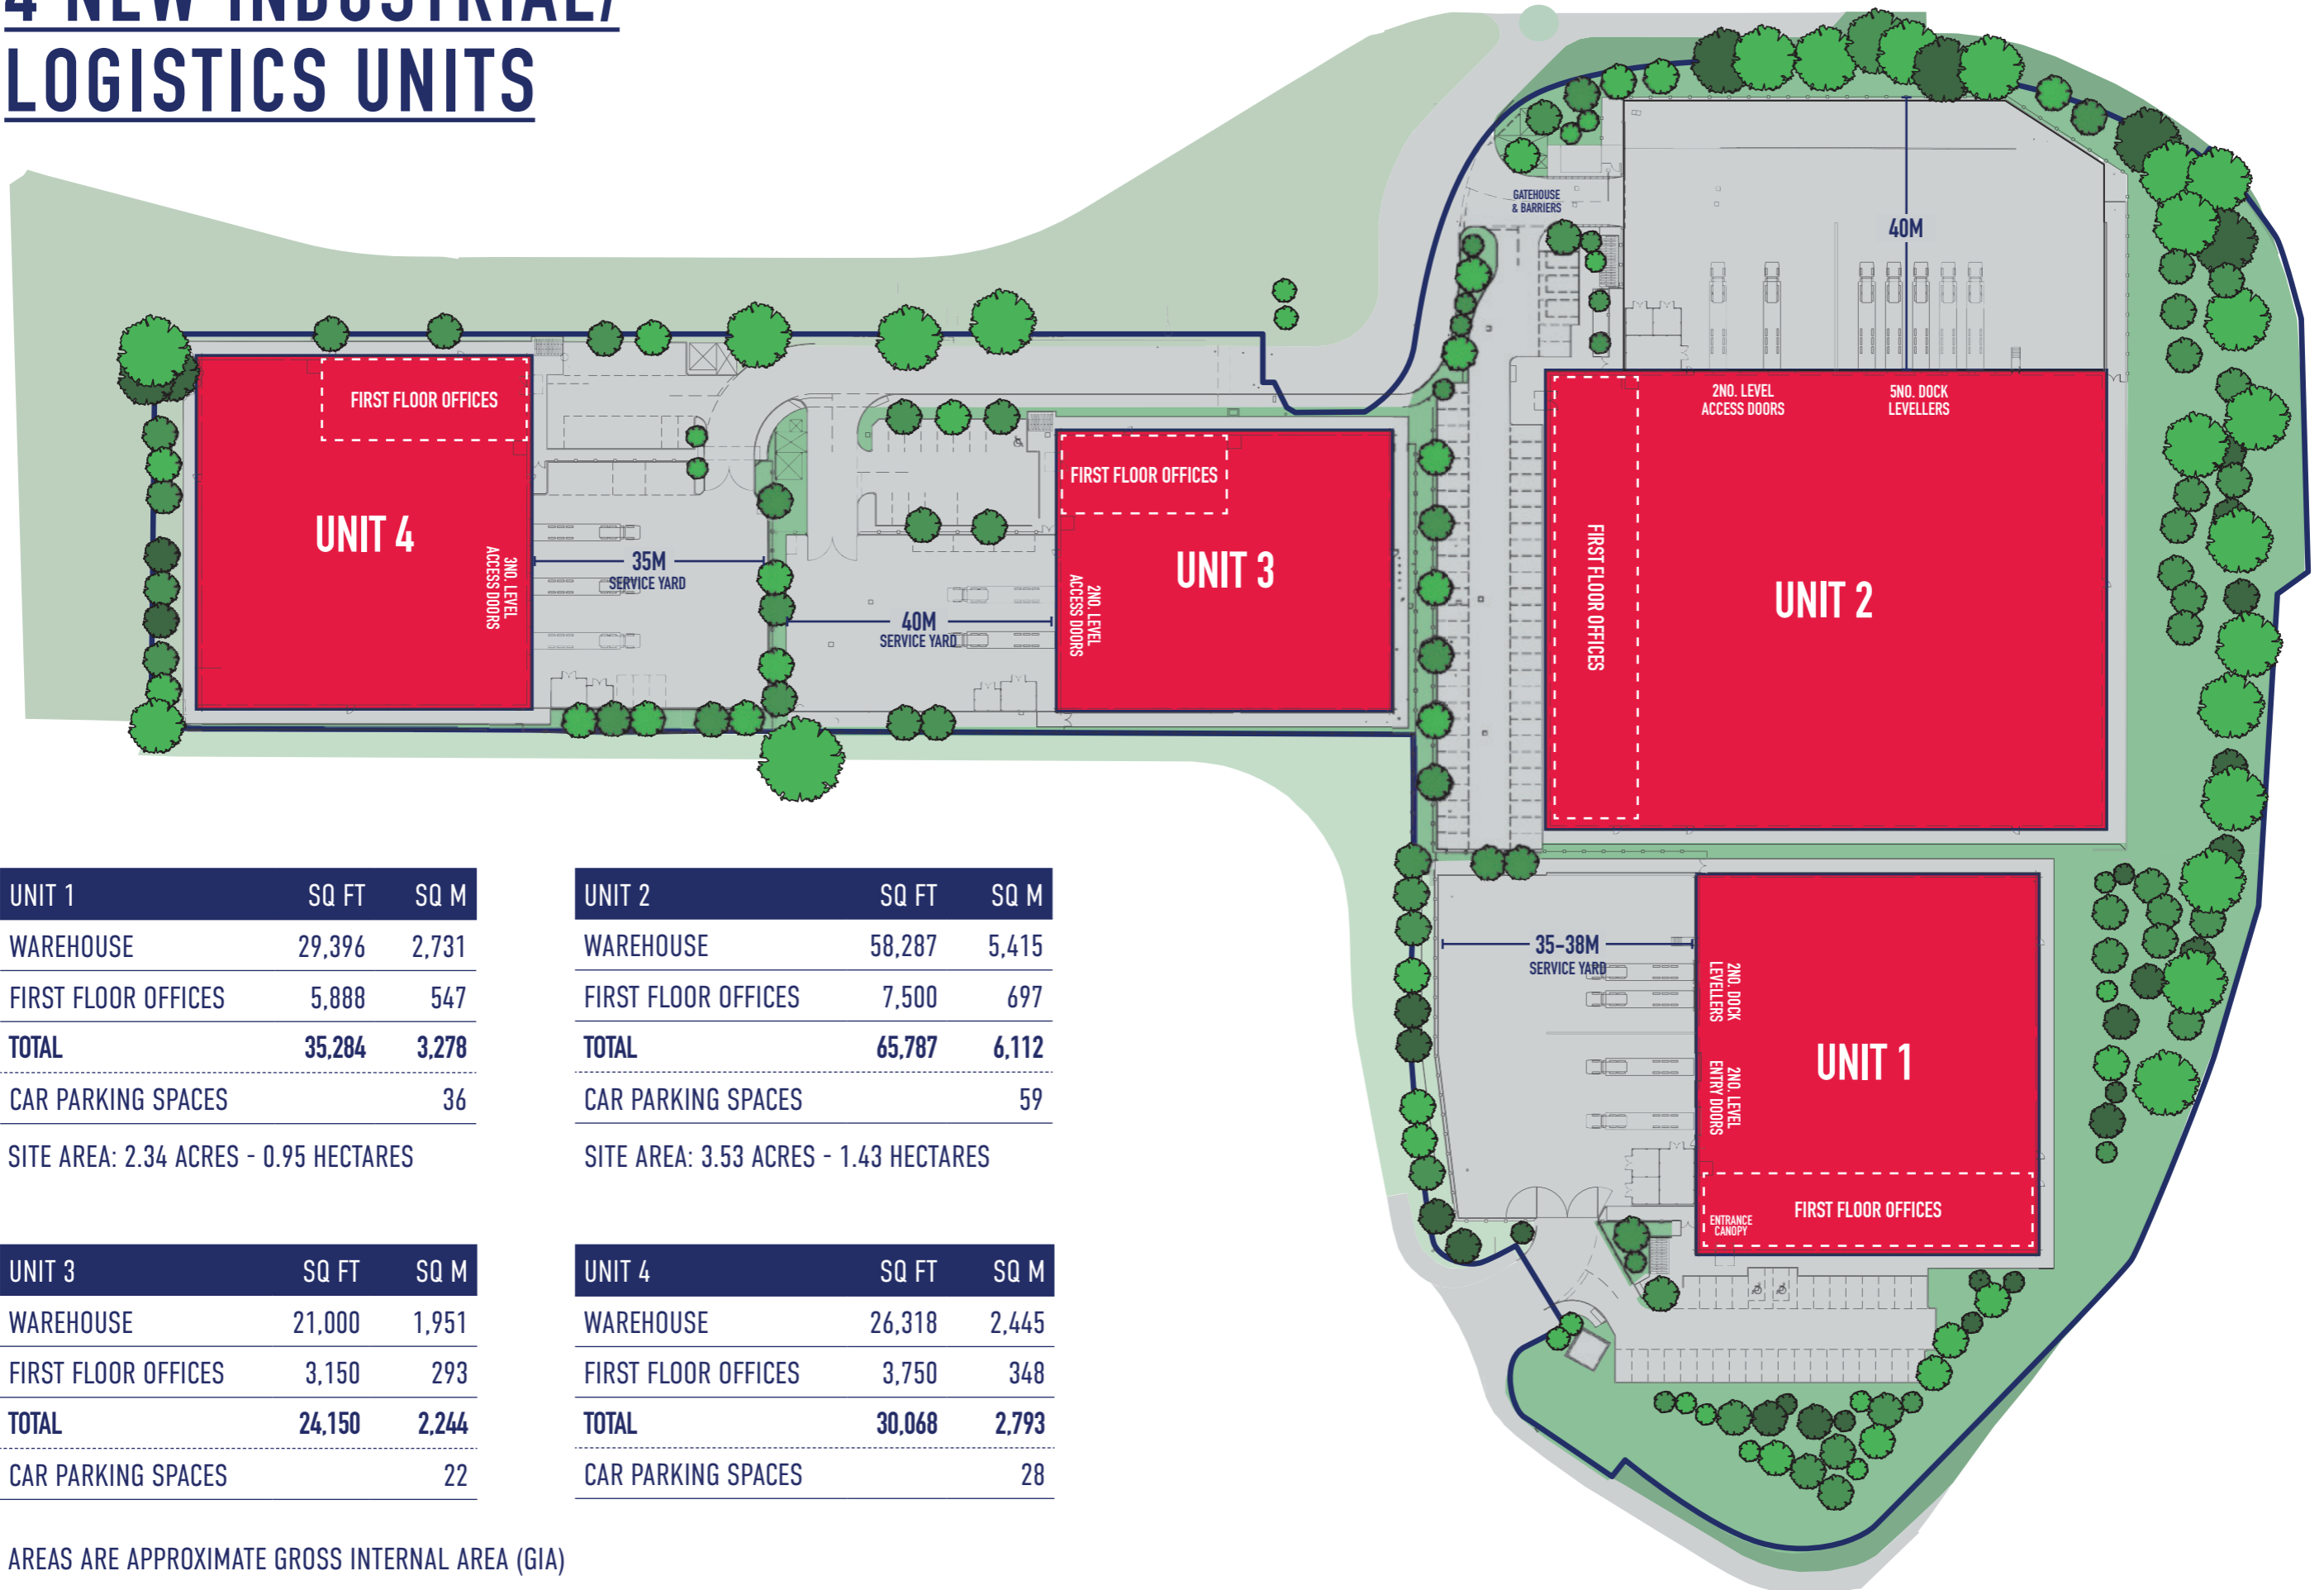 4 NEW INDUSTRIAL/
LOGISTICS UNITS
GATEHOUSE
& BARRIERS
40M
2NO. LEVEL
ACCESS DOORS
5NO. DOCK
LEVELLERS
FIRST FLOOR OFFICES
UNIT 2
FIRST FLOOR OFFICES
UNIT 4
3NO. LEVEL
ACCESS DOORS
35M
SERVICE YARD
40M
SERVICE YARD
FIRST FLOOR OFFICES
UNIT 3
2NO. LEVEL
ACCESS DOORS
35-38M
SERVICE YARD
2NO. DOCK
LEVELLERS
2NO. LEVEL
ENTRY DOORS
UNIT 1
FIRST FLOOR OFFICES
ENTRANCE
CANOPY
UNIT 1 SQ FT SQ M
WAREHOUSE 29,396 2,731
FIRST FLOOR OFFICES 5,888 547
TOTAL 35,284 3,278
CAR PARKING SPACES 36
SITE AREA: 2.34 ACRES - 0.95 HECTARES
UNIT 2 SQ FT SQ M
WAREHOUSE 58,287 5,415
FIRST FLOOR OFFICES 7,500 697
TOTAL 65,787 6,112
CAR PARKING SPACES 59
SITE AREA: 3.53 ACRES - 1.43 HECTARES
UNIT 3 SQ FT SQ M
WAREHOUSE 21,000 1,951
FIRST FLOOR OFFICES 3,150 293
TOTAL 24,150 2,244
CAR PARKING SPACES 22
UNIT 4 SQ FT SQ M
WAREHOUSE 26,318 2,445
FIRST FLOOR OFFICES 3,750 348
TOTAL 30,068 2,793
CAR PARKING SPACES 28
AREAS ARE APPROXIMATE GROSS INTERNAL AREA (GIA)